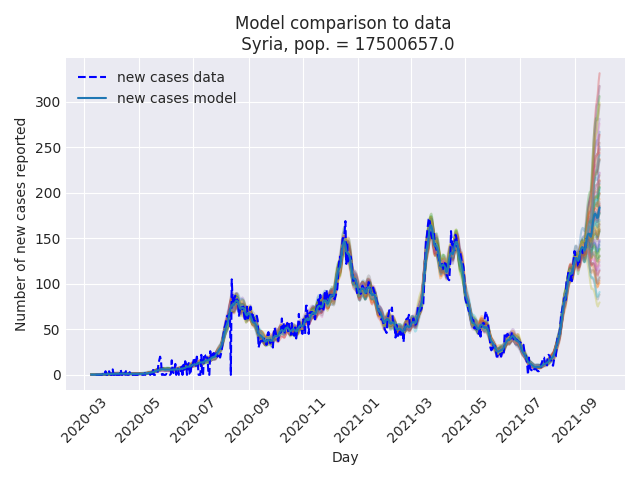 Model comparison to data
Syria, pop. = 17500657.0
new cases data
new cases model
Number of new cases reported
300
250
200
150
100
50
0
2020-03
2020-05
2020-07
2020-09
2020-11
2021-01
2021-03
2021-05
2021-07
2021-09
Day